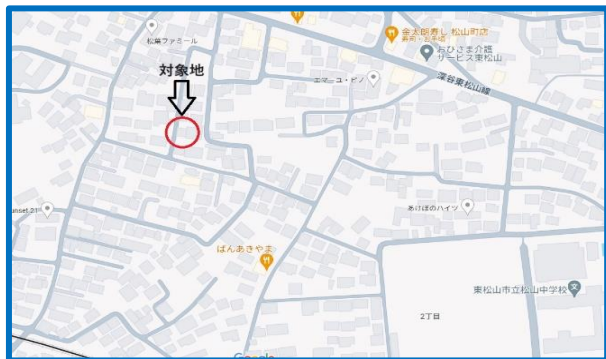 松葉ファミール
金太郎寿し 松山町店
おひさま介護
サービス東松山
対象地
エマーユ・ピノ
深谷東松山線
unset 21
あけぼのハイツ
ばんあきやま
東松山市立松山中学校
2丁目
Google